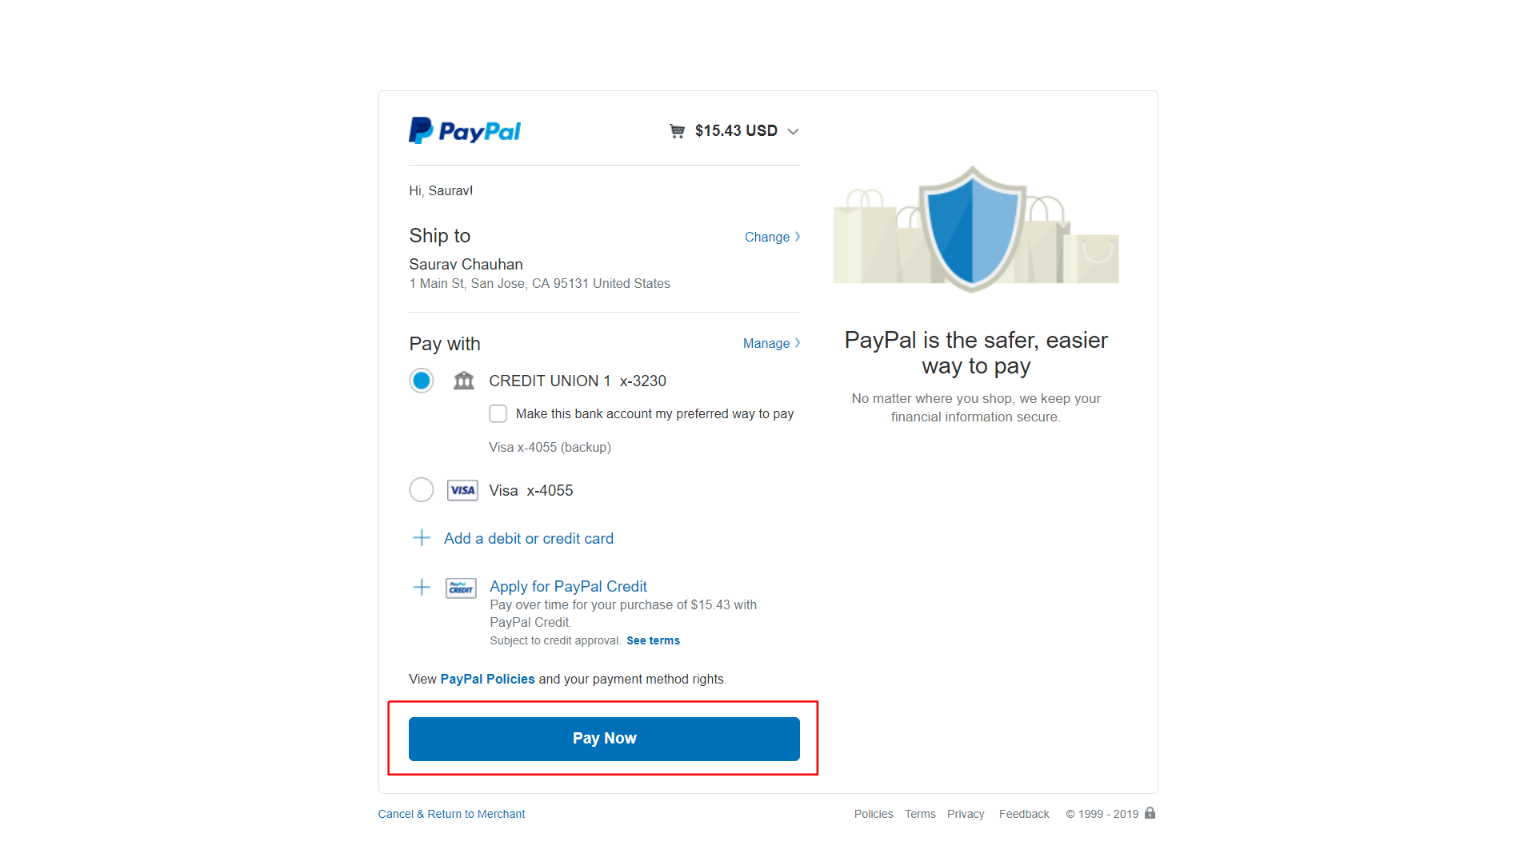 PayPal
$15.43 USD
Hi, Saurav!
Ship to
Change
Saurav Chauhan
1 Main St, San Jose, CA 95131 United States
Pay with
Manage
CREDIT UNION 1 x-3230
Make this bank account my preferred way to pay
Visa x-4055 (backup)
VISA Visa x-4055
Add a debit or credit card
PayPal CREDIT
Apply for PayPal Credit
Pay over time for your purchase of $15.43 with
PayPal Credit.
Subject to credit approval. See terms
View PayPal Policies and your payment method rights.
Pay Now
PayPal is the safer, easier
way to pay
No matter where you shop, we keep your
financial information secure.
Cancel & Return to Merchant
Policies Terms Privacy Feedback © 1999 - 2019